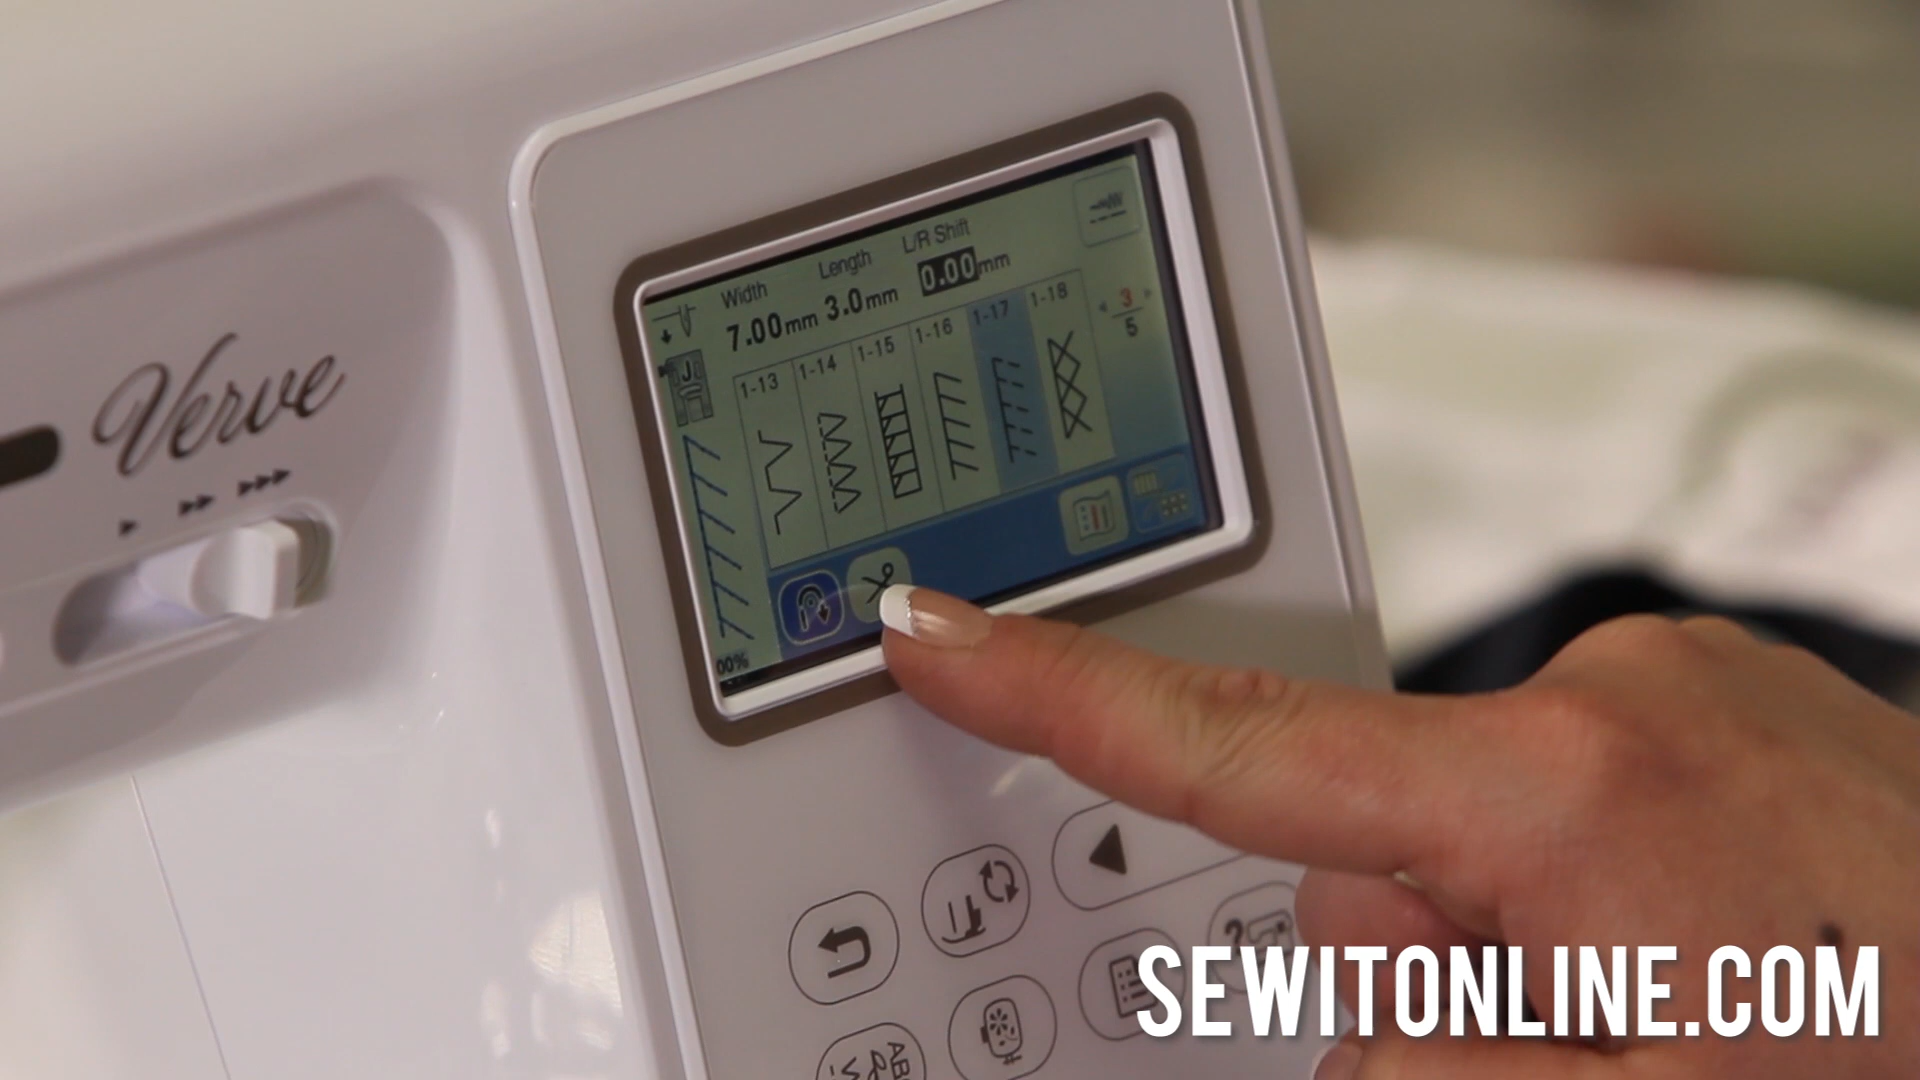 Verve
Width
Length
L/R Shift
7.00mm
3.0mm
0.00mm
J
1-13
1-14
1-15
1-16
1-17
1-18
3
5
00%
?
SEWITONLINE.COM